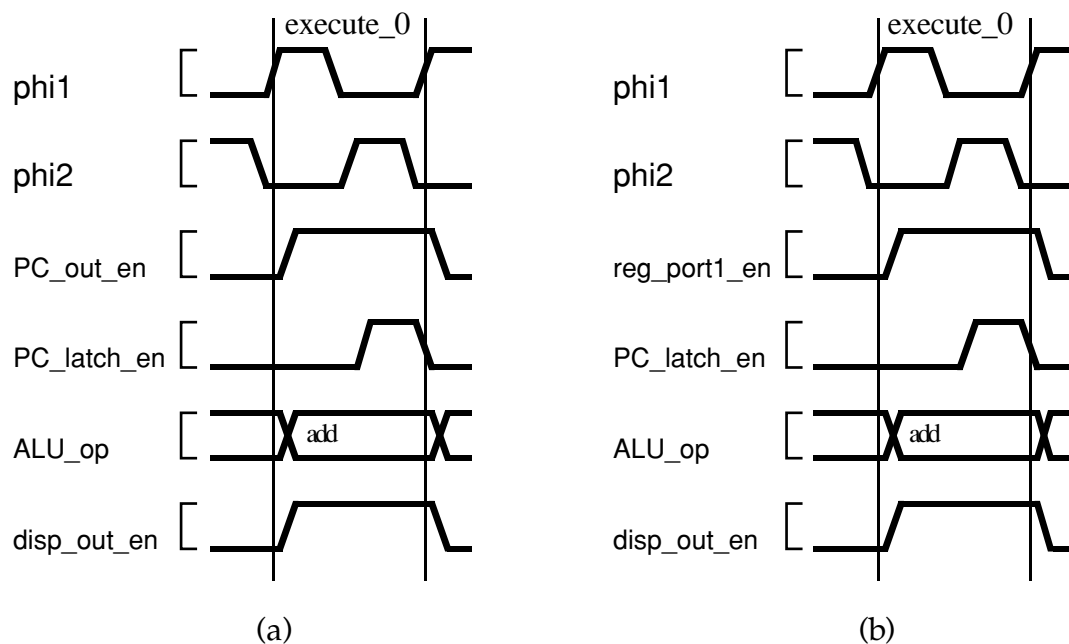 execute_0
phi1
phi2
PC_out_en
PC_latch_en
ALU_op
add
disp_out_en
(a)
execute_0
phi1
phi2
reg_port1_en
PC_latch_en
ALU_op
add
disp_out_en
(b)